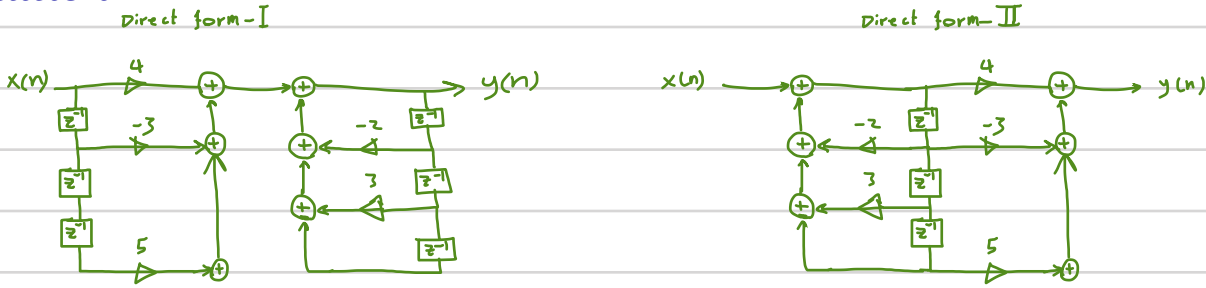 Direct form-I
Direct form-II
x(n) 4 + + y(n)
z⁻¹ z⁻¹
-3 + + -2
z⁻¹ z⁻¹
+ 3
z⁻¹ z⁻¹
5 +
x(n) + 4 + y(n)
z⁻¹
+ -2 -3 +
z⁻¹
+ 3
z⁻¹
5 +